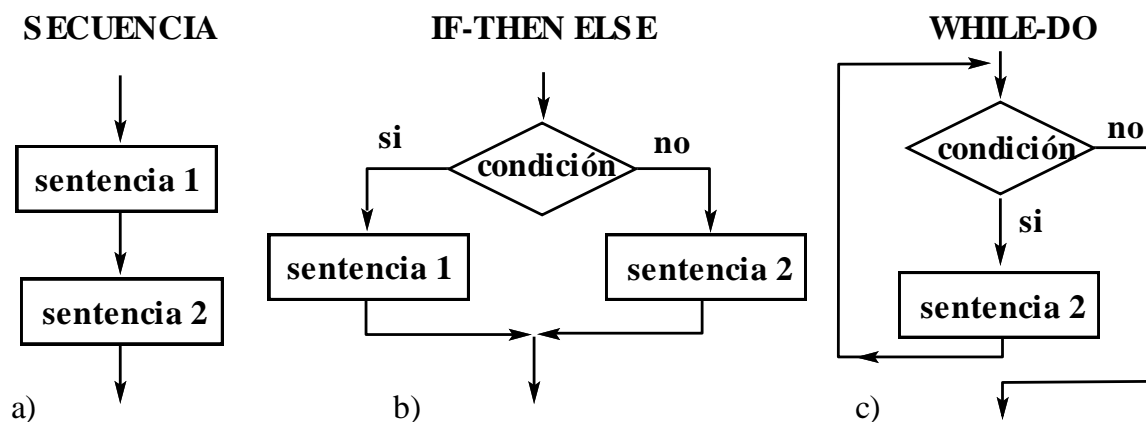 SECUENCIA
sentencia 1
sentencia 2
a)
IF-THEN ELSE
si
condición
no
sentencia 1
sentencia 2
b)
WHILE-DO
condición
no
si
sentencia 2
c)